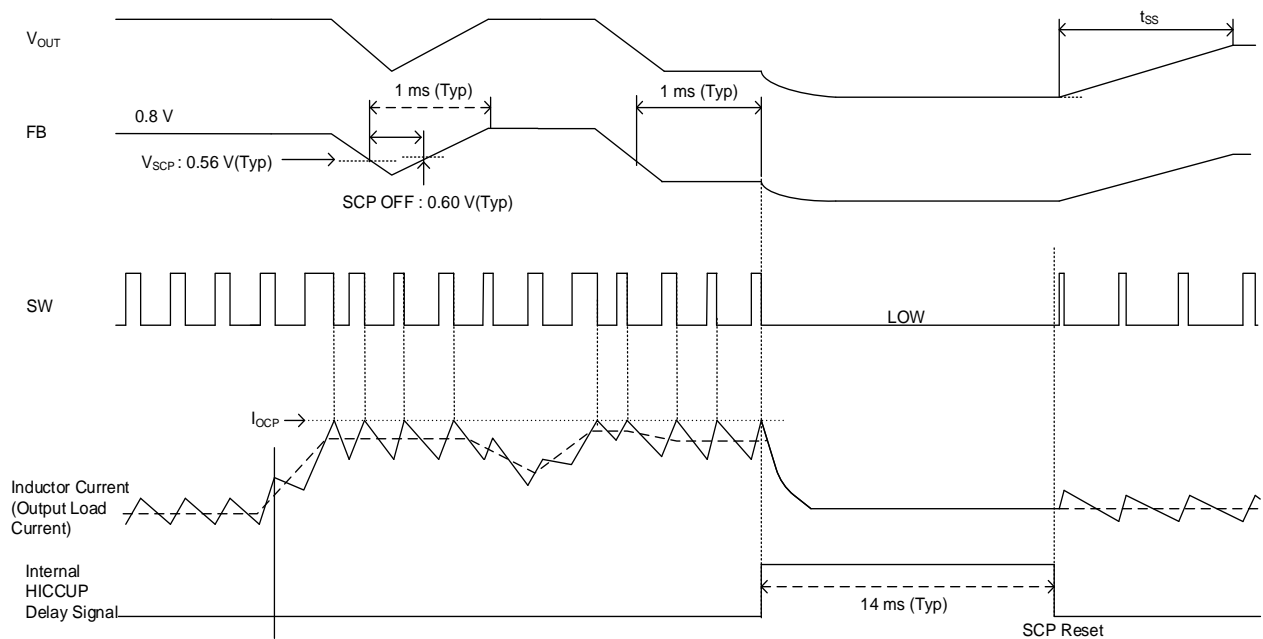 tSS
VOUT
1 ms (Typ)
1 ms (Typ)
0.8 V
FB
VSCP : 0.56 V(Typ)
SCP OFF : 0.60 V(Typ)
SW
LOW
IOCP
Inductor Current
(Output Load
Current)
Internal
HICCUP
Delay Signal
14 ms (Typ)
SCP Reset